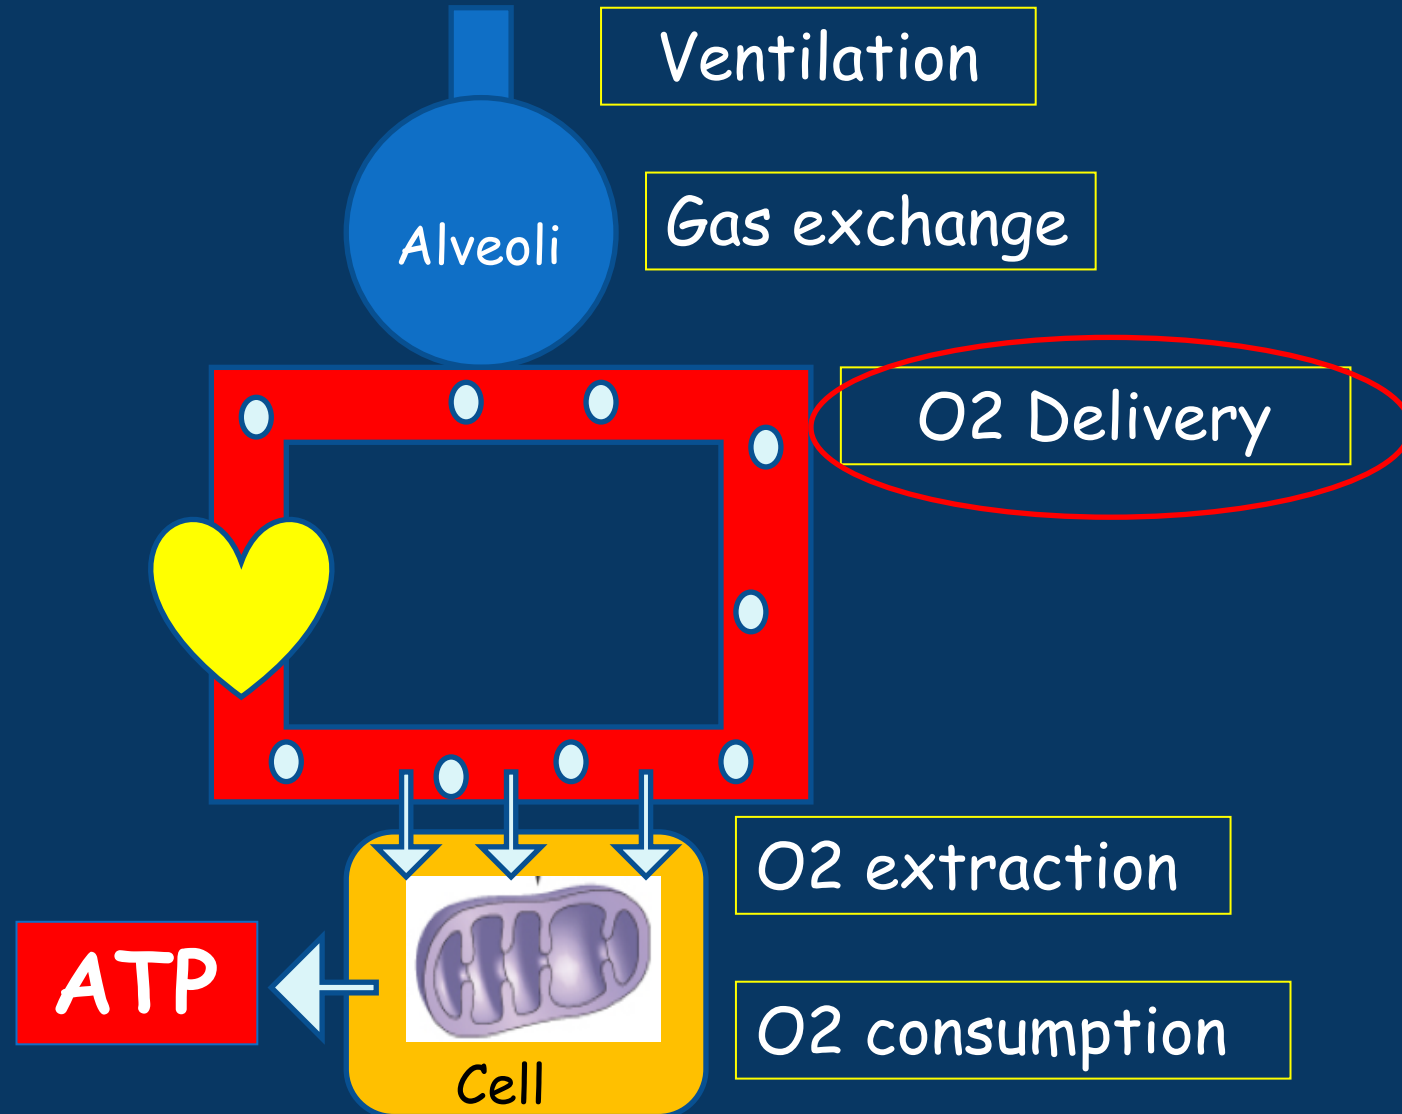 Ventilation
Gas exchange
Alveoli
O2 Delivery
O2 extraction
ATP
O2 consumption
Cell